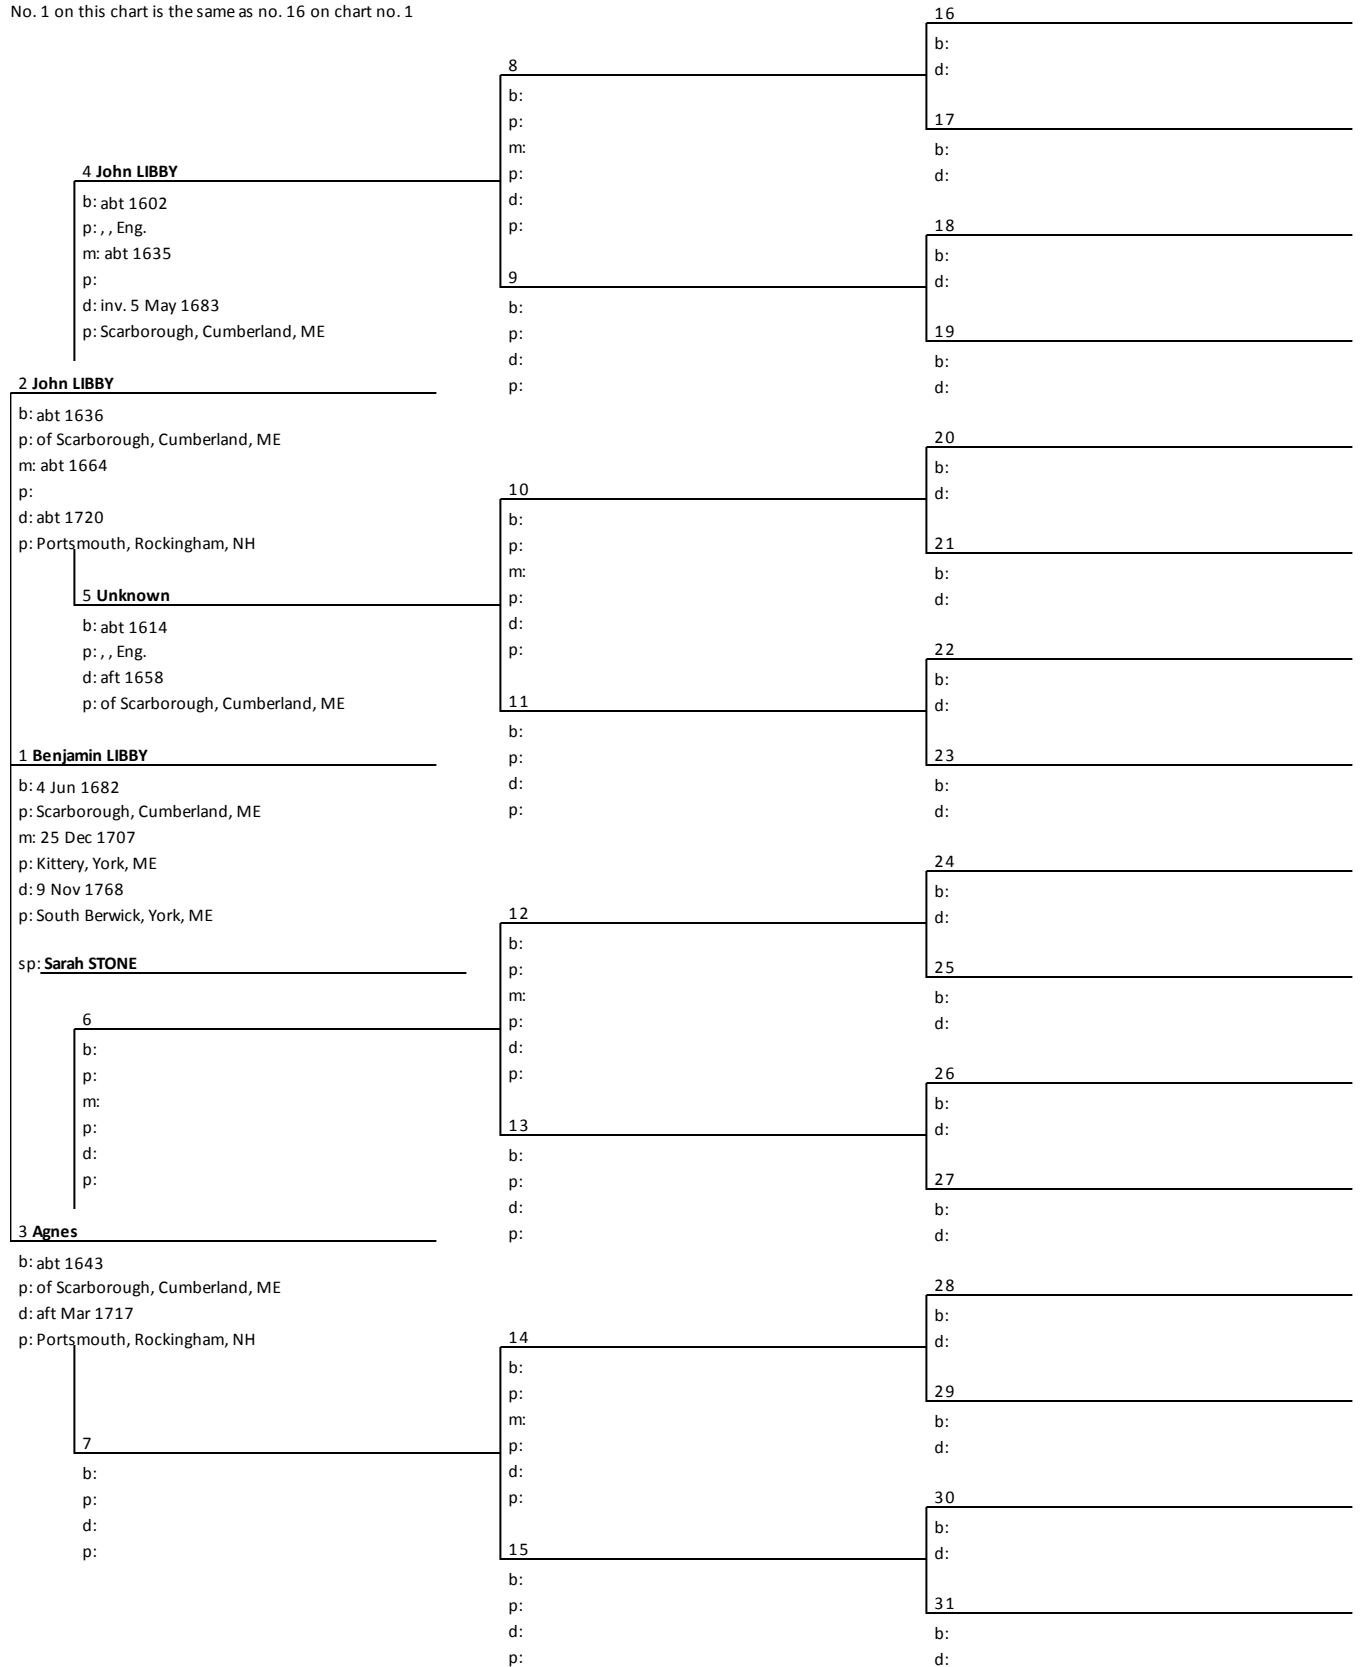 No. 1 on this chart is the same as no. 16 on chart no. 1
16
b:
d:
8
b:
p:
m:
p:
d:
p:
17
b:
d:
4 John LIBBY
b: abt 1602
p: , , Eng.
m: abt 1635
p:
d: inv. 5 May 1683
p: Scarborough, Cumberland, ME
18
b:
d:
9
b:
p:
d:
p:
19
b:
d:
2 John LIBBY
b: abt 1636
p: of Scarborough, Cumberland, ME
m: abt 1664
p:
d: abt 1720
p: Portsmouth, Rockingham, NH
20
b:
d:
10
b:
p:
m:
p:
d:
p:
21
b:
d:
5 Unknown
b: abt 1614
p: , , Eng.
d: aft 1658
p: of Scarborough, Cumberland, ME
22
b:
d:
11
b:
p:
d:
p:
23
b:
d:
1 Benjamin LIBBY
b: 4 Jun 1682
p: Scarborough, Cumberland, ME
m: 25 Dec 1707
p: Kittery, York, ME
d: 9 Nov 1768
p: South Berwick, York, ME
sp: Sarah STONE
24
b:
d:
12
b:
p:
m:
p:
d:
p:
25
b:
d:
6
b:
p:
m:
p:
d:
p:
26
b:
d:
13
b:
p:
d:
p:
27
b:
d:
3 Agnes
b: abt 1643
p: of Scarborough, Cumberland, ME
d: aft Mar 1717
p: Portsmouth, Rockingham, NH
28
b:
d:
14
b:
p:
m:
p:
d:
p:
29
b:
d:
7
b:
p:
d:
p:
30
b:
d:
15
b:
p:
d:
p:
31
b:
d: